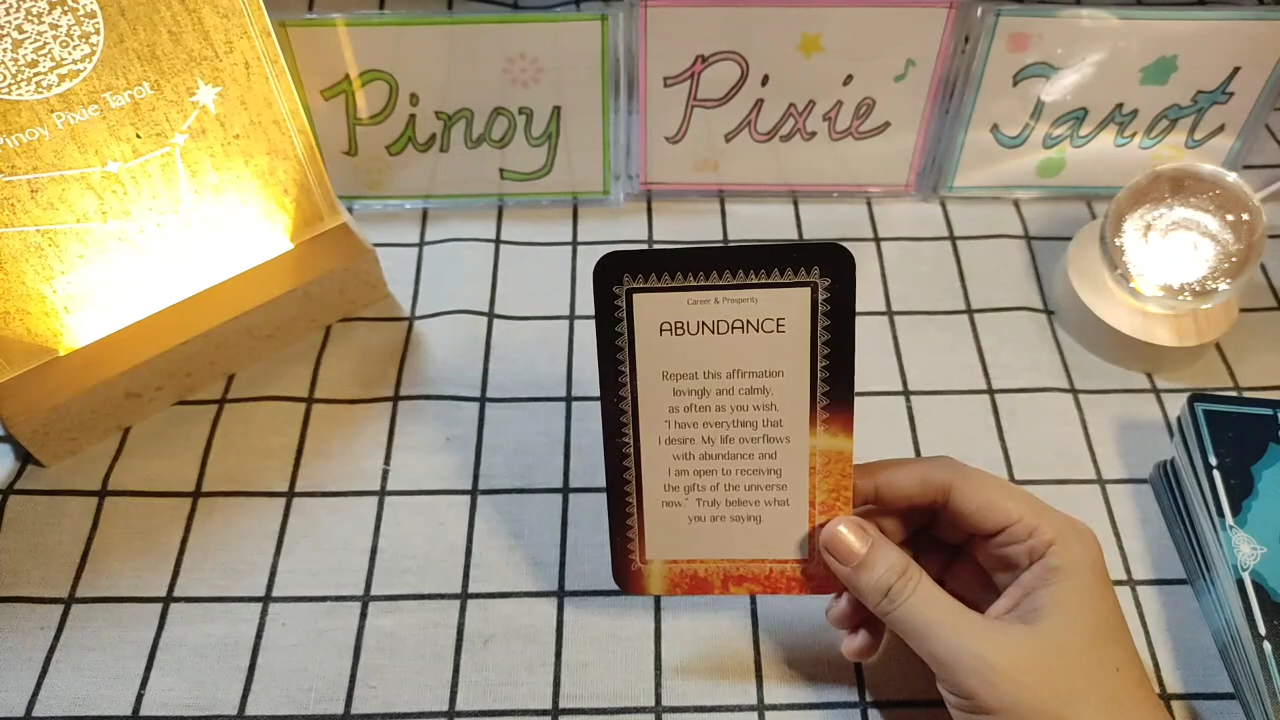 Pinoy Pixie Tarot
Pinoy
Pixie
Tarot
Career & Prosperity
ABUNDANCE
Repeat this affirmation
lovingly and calmly,
as often as you wish,
"I have everything that
I desire. My life overflows
with abundance and
I am open to receiving
the gifts of the universe
now." Truly believe what
you are saying.